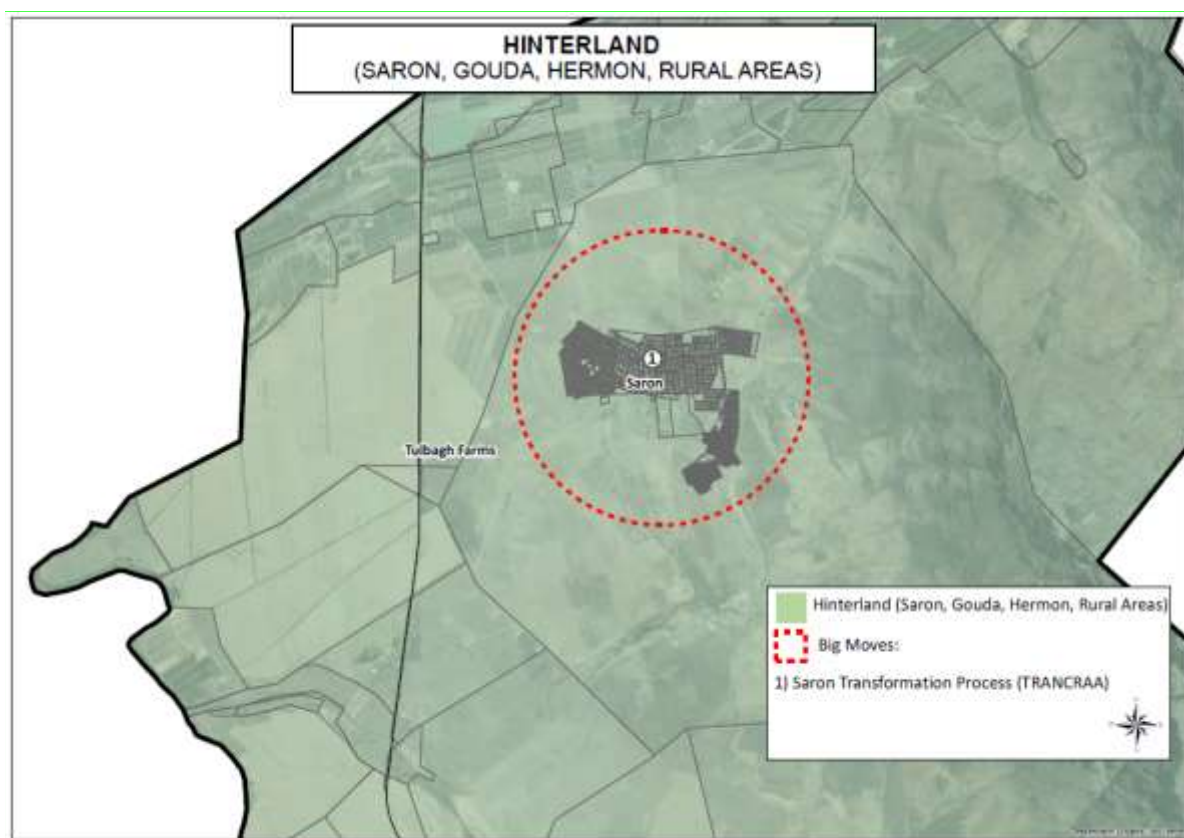 HINTERLAND
(SARON, GOUDA, HERMON, RURAL AREAS)
1
Saron
Tulbagh Farms
Hinterland (Saron, Gouda, Hermon, Rural Areas)
Big Moves:
1) Saron Transformation Process (TRANCRAA)